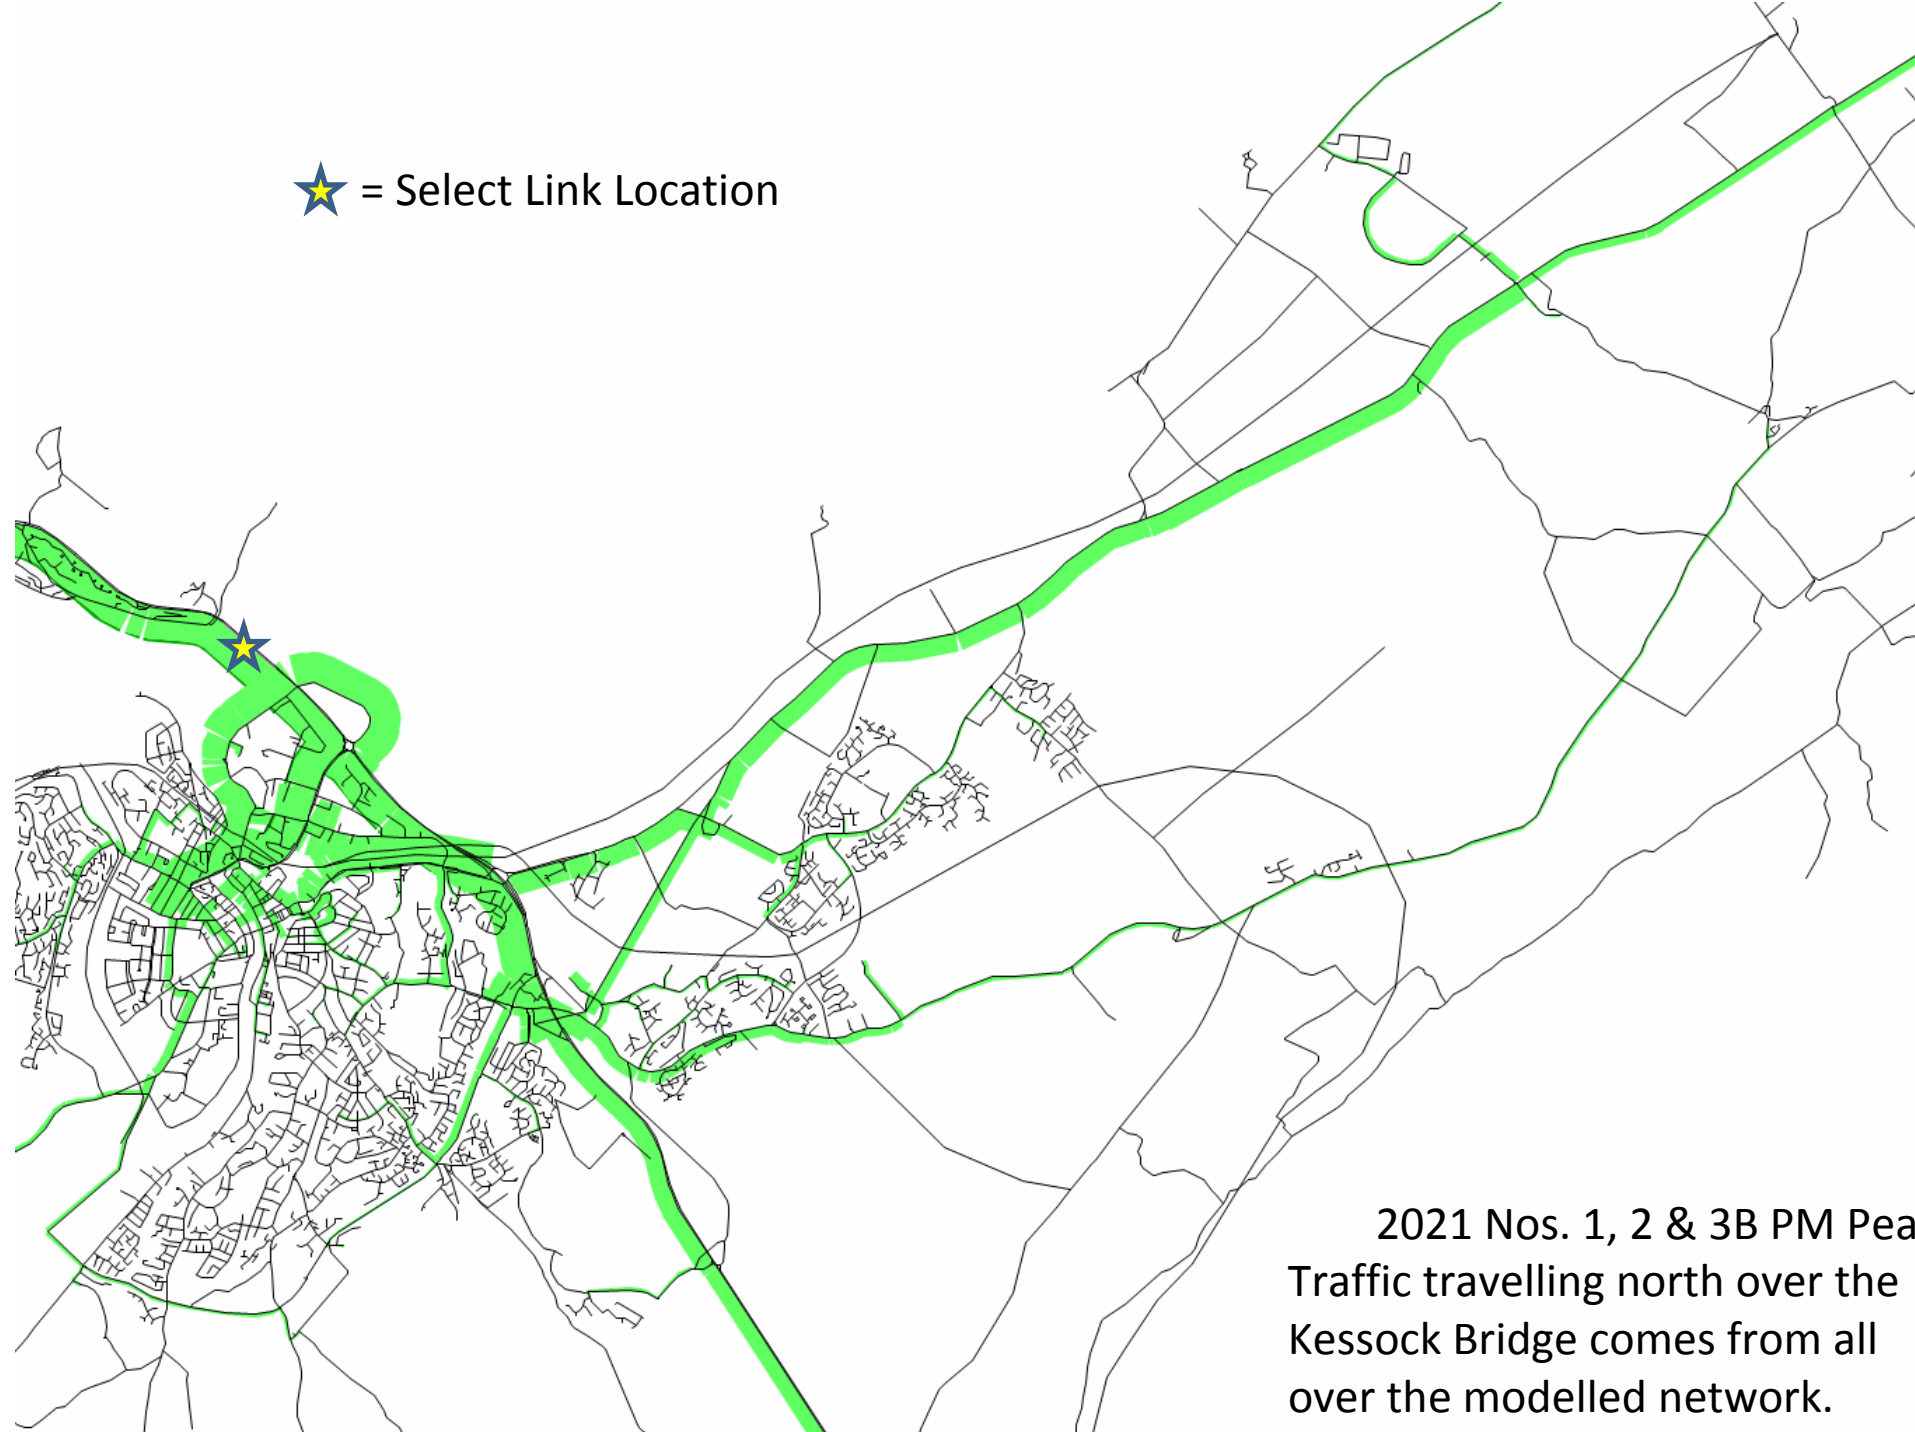 = Select Link Location
2021 Nos. 1, 2 & 3B PM Pea
Traffic travelling north over the
Kessock Bridge comes from all
over the modelled network.